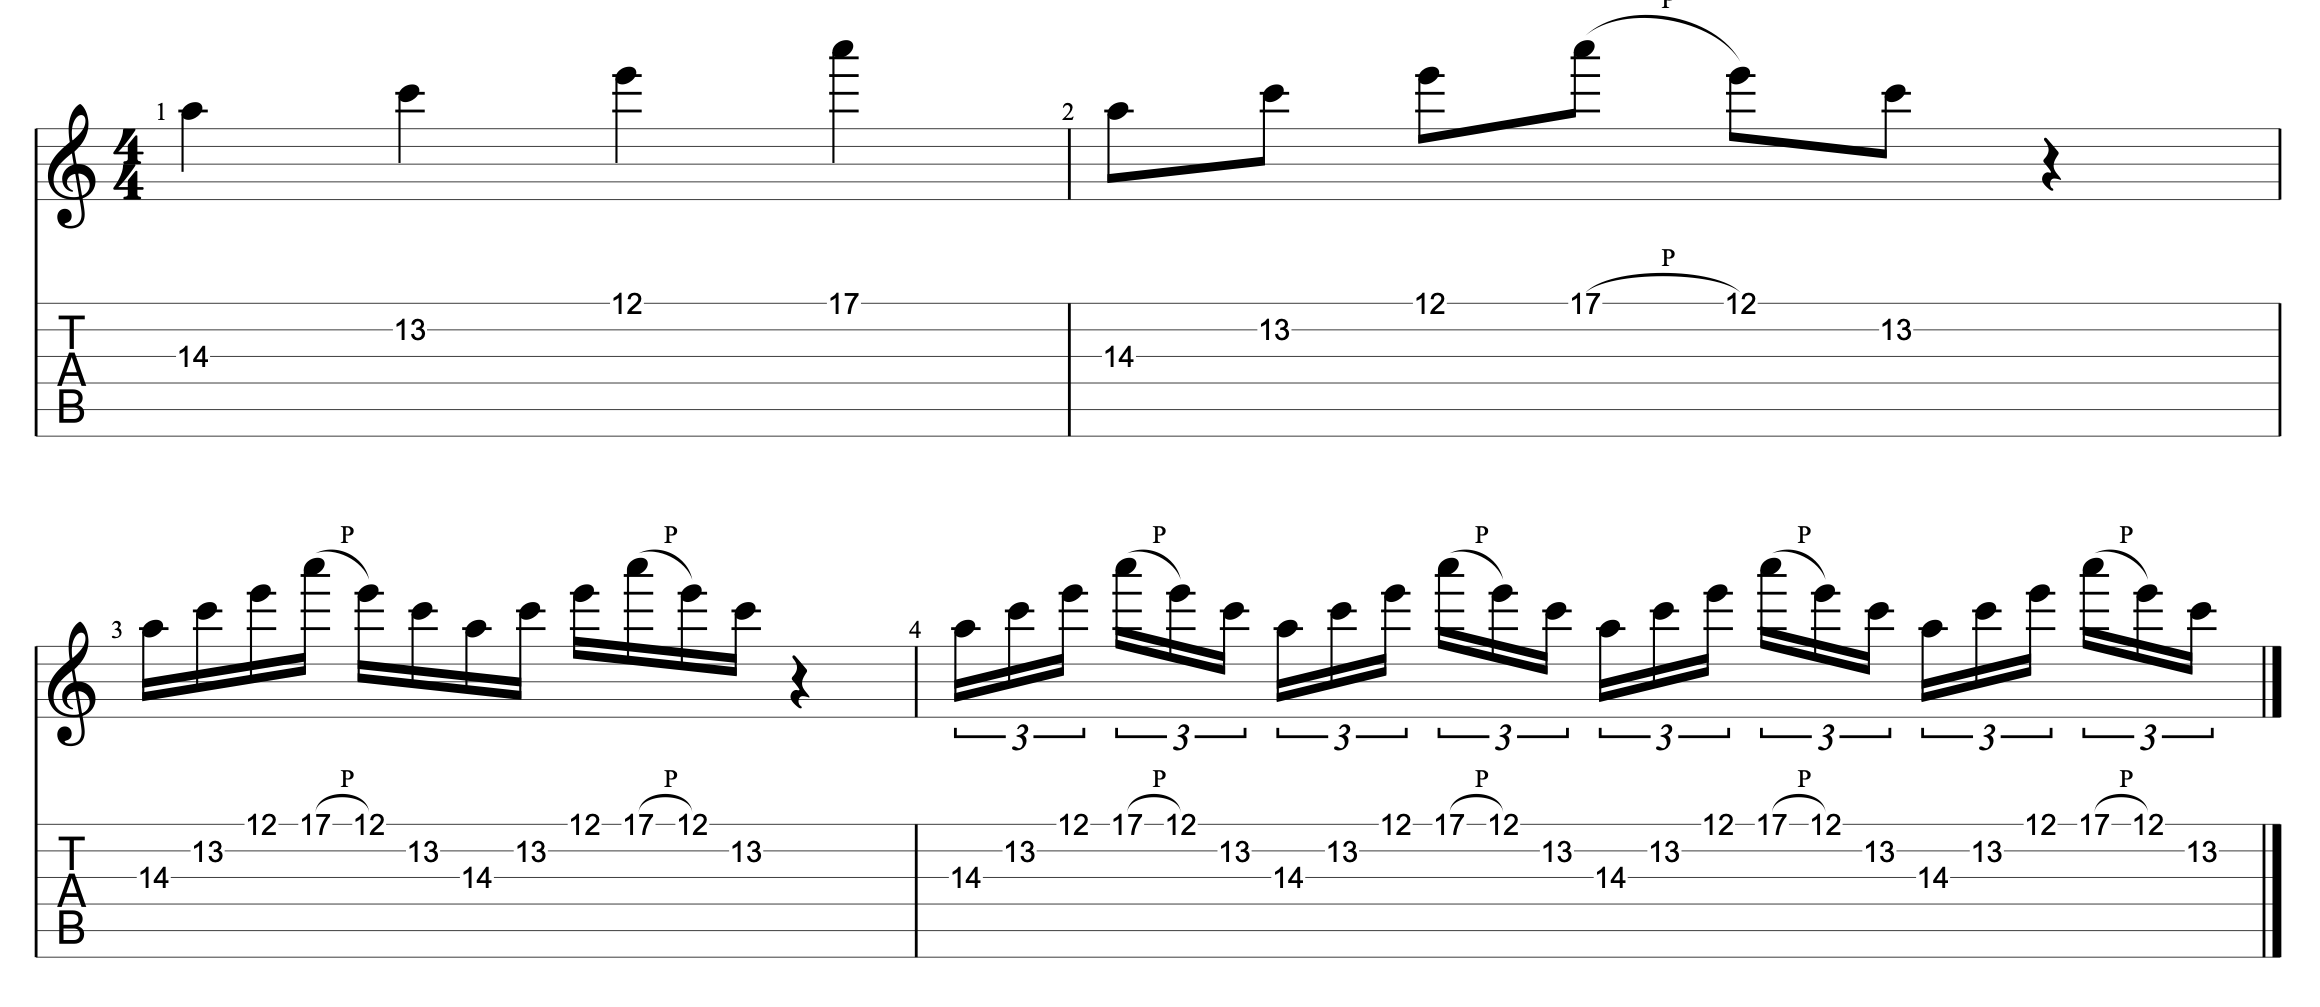 P
1 2
4
4
P
12 17 12 17 12
T 13 13 13
A 14 14
B
P P P P P P
3 4
3 3 3 3 3 3 3 3
P P P P P P
12 17 12 12 17 12 12 17 12 12 17 12 12 17 12 12 17 12
T 13 13 13 13 13 13 13 13 13 13 13 13
A 14 14 14 14 14 14
B